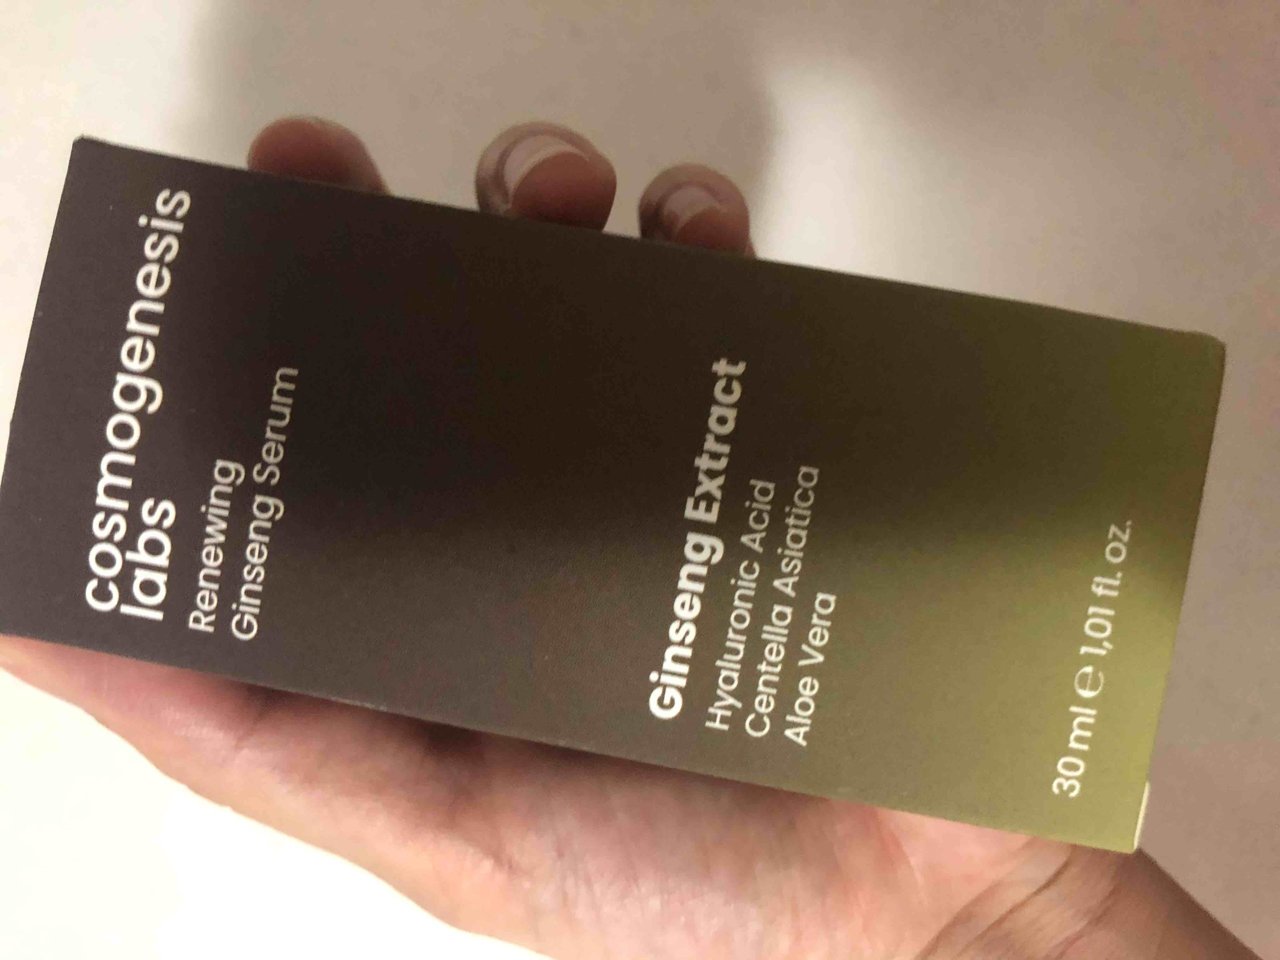 cosmogenesis
labs
Renewing
Ginseng Serum
Ginseng Extract
Hyaluronic Acid
Centella Asiatica
Aloe Vera
30 ml ℮ 1,01 fl. oz.